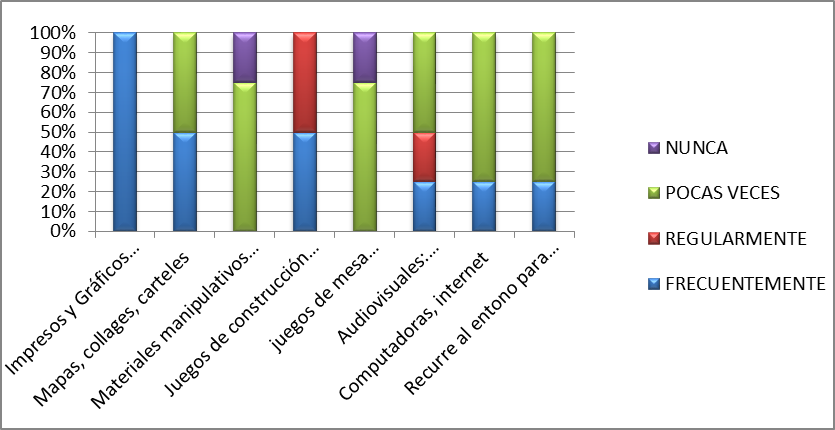 100%
90%
80%
70%
60%
50%
40%
30%
20%
10%
0%
Impresos y Gráficos...
Mapas, collages, carteles
Materiales manipulativos...
Juegos de construcción...
juegos de mesa...
Audiovisuales:...
Computadoras, internet
Recurre al entono para...
NUNCA
POCAS VECES
REGULARMENTE
FRECUENTEMENTE